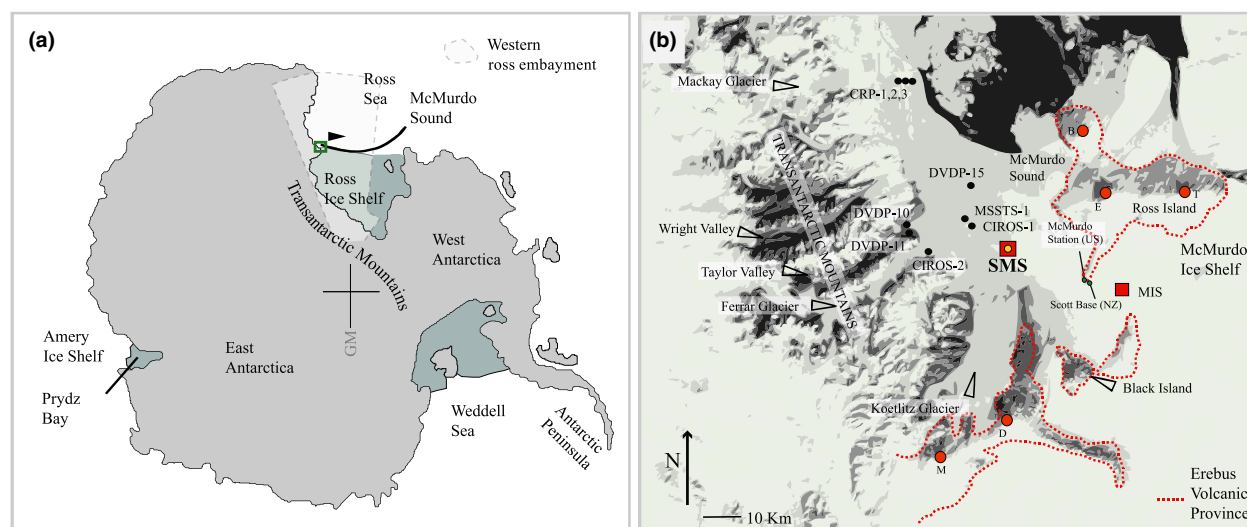 (a)
Western
ross embayment
Ross
Sea
McMurdo
Sound
Ross
Ice Shelf
Transantarctic Mountains
West
Antarctica
GM
Amery
Ice Shelf
East
Antarctica
Prydz
Bay
Weddell
Sea
Antarctic
Peninsula
(b)
Mackay Glacier
CRP-1,2,3
B
TRANSANTARCTIC MOUNTAINS
McMurdo
Sound
DVDP-15
E
T
Ross Island
DVDP-10
MSSTS-1
CIROS-1
Wright Valley
DVDP-11
McMurdo
Station (US)
McMurdo
Ice Shelf
CIROS-2
SMS
Taylor Valley
MIS
Ferrar Glacier
Scott Base (NZ)
Black Island
Koetlitz Glacier
D
M
N
10 Km
Erebus
Volcanic
Province